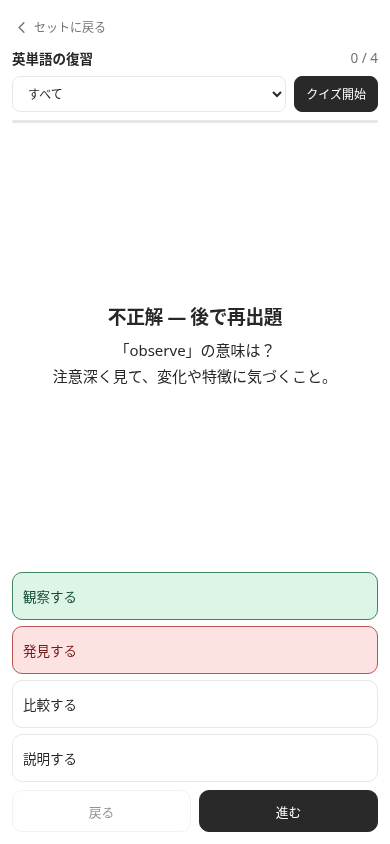 セットに戻る
英単語の復習
0 / 4
すべて
クイズ開始
不正解 — 後で再出題
「observe」の意味は？
注意深く見て、変化や特徴に気づくこと。
観察する
発見する
比較する
説明する
戻る
進む